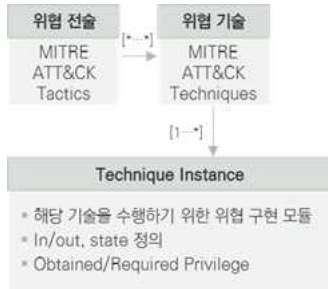 위협 전술
MITRE
ATT&CK
Tactics
[*…*]
위협 기술
MITRE
ATT&CK
Techniques
[1…*]
Technique Instance
▪ 해당 기술을 수행하기 위한 위협 구현 모듈
▪ In/out, state 정의
▪ Obtained/Required Privilege